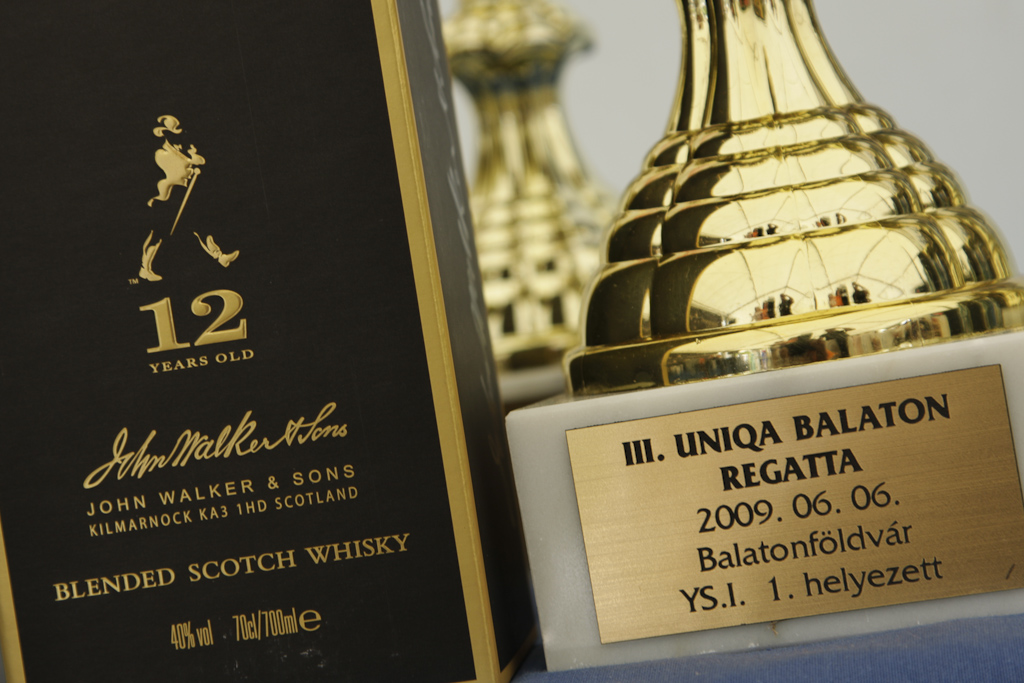 TM
12
YEARS OLD
John Walker & Sons
JOHN WALKER & SONS
KILMARNOCK KA3 1HD SCOTLAND
BLENDED SCOTCH WHISKY
40% vol 70cl/700ml e
III. UNIQA BALATON
REGATTA
2009. 06. 06.
Balatonföldvár
YS.I. 1. helyezett